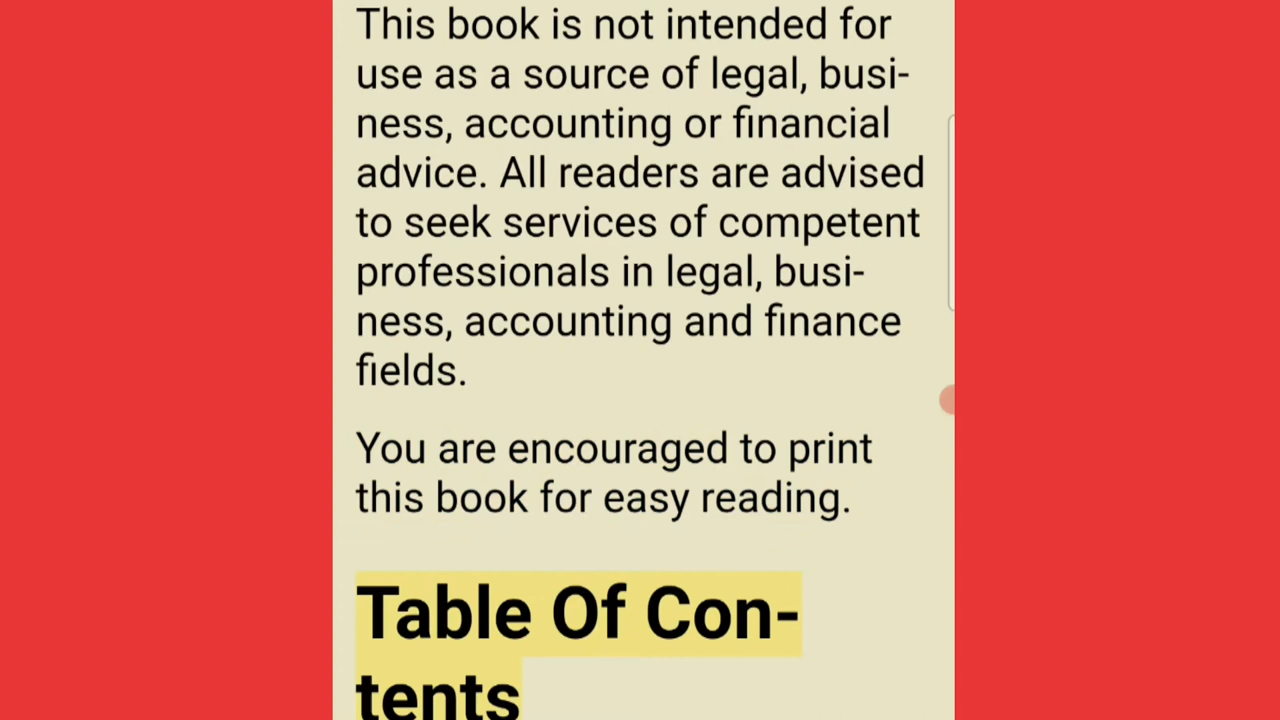 This book is not intended for
use as a source of legal, busi-
ness, accounting or financial
advice. All readers are advised
to seek services of competent
professionals in legal, busi-
ness, accounting and finance
fields.
You are encouraged to print
this book for easy reading.
Table Of Con-
tents